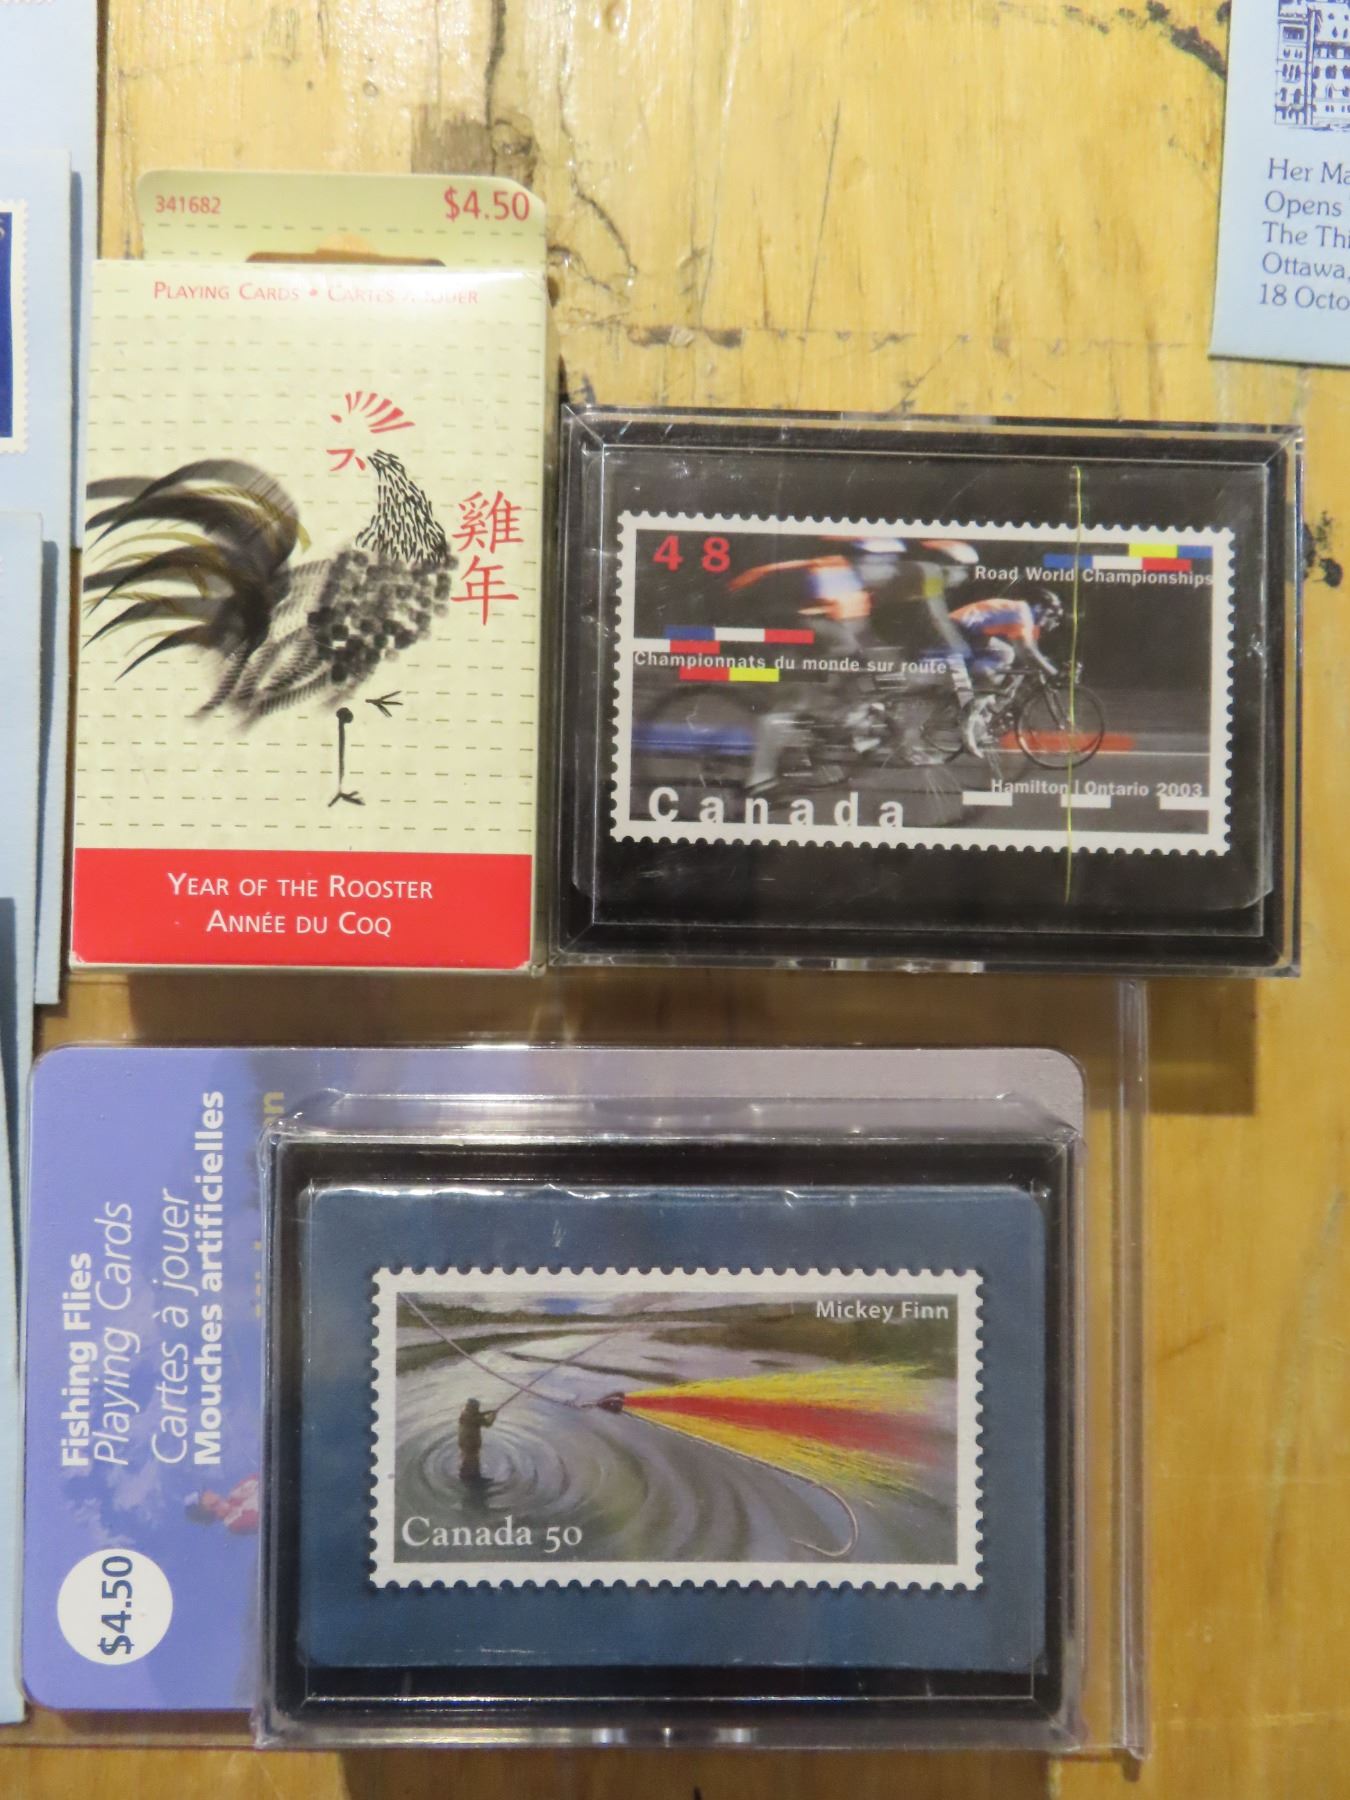 341682 $4.50
PLAYING CARDS • CARTES À JOUER
雞
年
YEAR OF THE ROOSTER
ANNÉE DU COQ
Her Ma
Opens
The Thi
Ottawa,
18 Octo
48
Road World Championships
Championnats du monde sur route
Hamilton | Ontario 2003
Canada
Fishing Flies
Playing Cards
Cartes à jouer
Mouches artificielles
$4.50
Mickey Finn
Canada 50